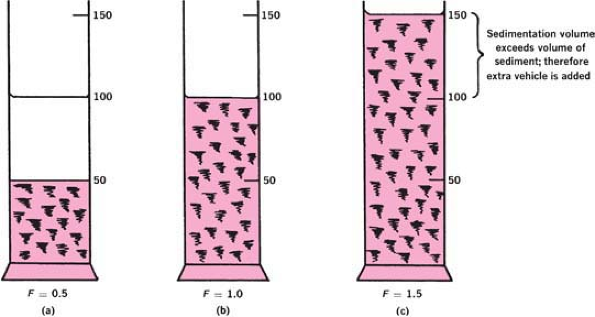 150
100
50
F = 0.5
(a)
150
100
50
F = 1.0
(b)
150
100
50
F = 1.5
(c)
Sedimentation volume
exceeds volume of
sediment; therefore
extra vehicle is added